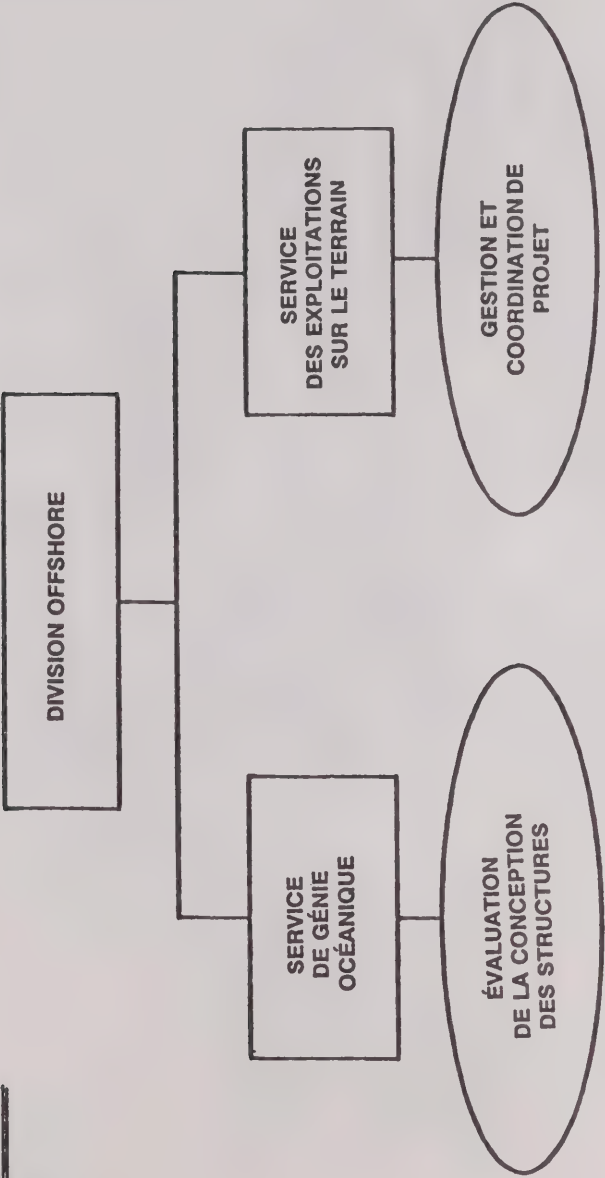 DIVISION OFFSHORE
SERVICE
DE GÉNIE
OCÉANIQUE
SERVICE
DES EXPLOITATIONS
SUR LE TERRAIN
ÉVALUATION
DE LA CONCEPTION
DES STRUCTURES
GESTION ET
COORDINATION DE
PROJET